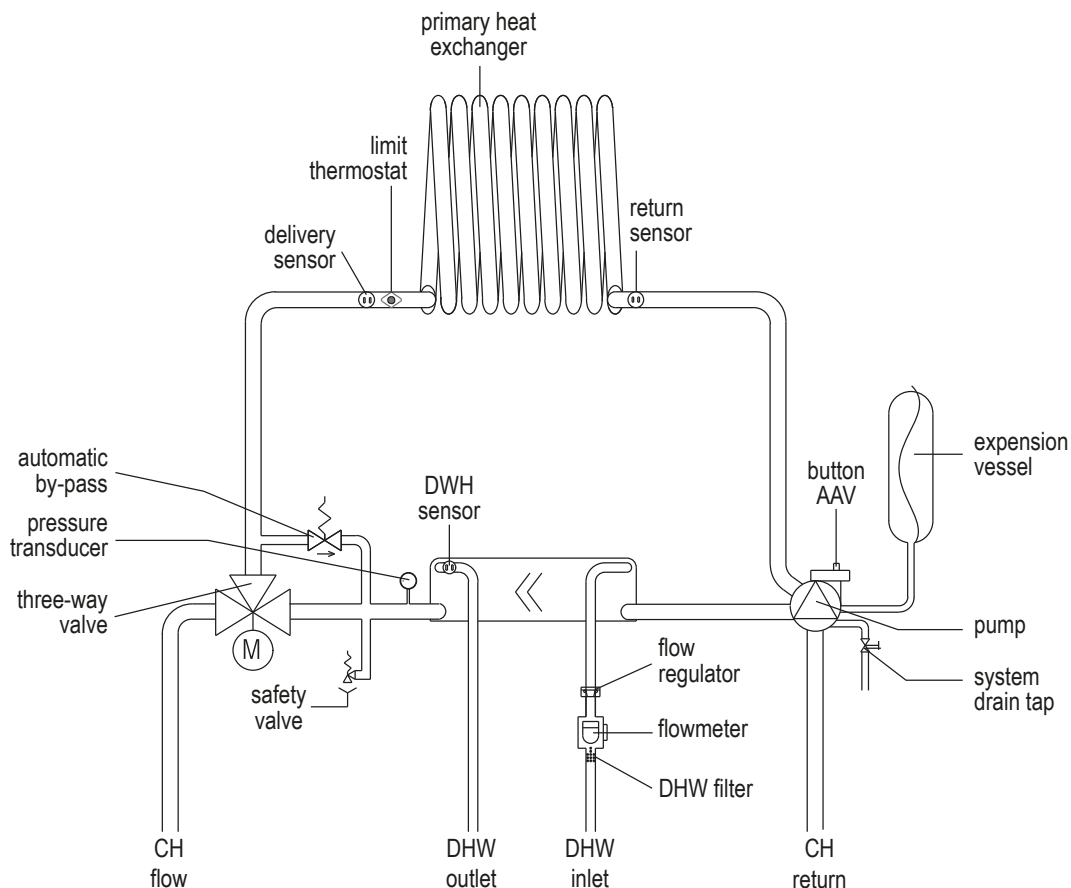 primary heat
exchanger
limit
thermostat
return
sensor
delivery
sensor
expension
vessel
automatic
by-pass
DWH
sensor
button
AAV
pressure
transducer
three-way
valve
M
pump
flow
regulator
system
drain tap
safety
valve
flowmeter
DHW filter
CH
flow
DHW
outlet
DHW
inlet
CH
return